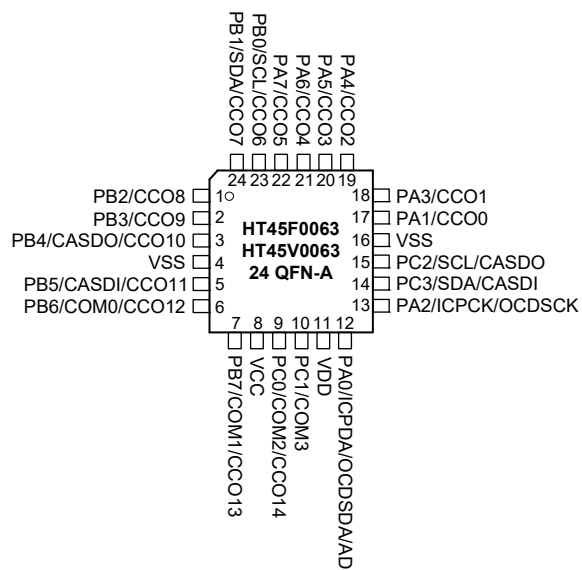 PB1/SDA/CCO7
PB0/SCL/CCO6
PA7/CCO5
PA6/CCO4
PA5/CCO3
PA4/CCO2
24 23 22 21 20 19
PB2/CCO8 1 18 PA3/CCO1
PB3/CCO9 2 17 PA1/CCO0
PB4/CASDO/CCO10 3 16 VSS
VSS 4 15 PC2/SCL/CASDO
PB5/CASDI/CCO11 5 14 PC3/SDA/CASDI
PB6/COM0/CCO12 6 13 PA2/ICPCK/OCDSCK
HT45F0063
HT45V0063
24 QFN-A
7 8 9 10 11 12
PB7/COM1/CCO13
VCC
PC0/COM2/CCO14
PC1/COM3
VDD
PA0/ICPDA/OCDSDA/AD